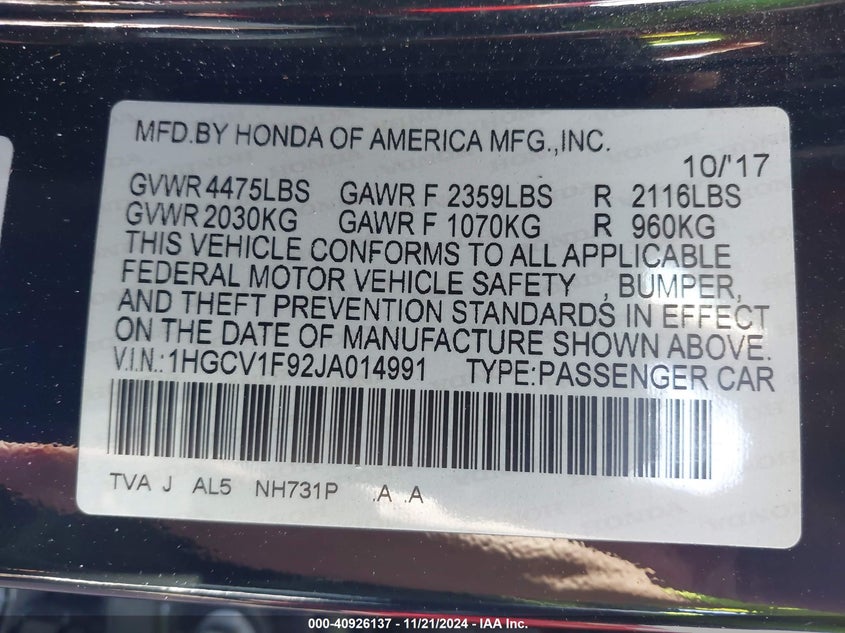 MFD.BY HONDA OF AMERICA MFG.,INC.
10/'17
GVWR 4475LBS GAWR F 2359LBS R 2116LBS
GVWR 2030KG GAWR F 1070KG R 960KG
THIS VEHICLE CONFORMS TO ALL APPLICABLE
FEDERAL MOTOR VEHICLE SAFETY , BUMPER,
AND THEFT PREVENTION STANDARDS IN EFFECT
ON THE DATE OF MANUFACTURE SHOWN ABOVE.
V.I.N.:1HGCV1F92JA014991 TYPE:PASSENGER CAR
TVA J AL5 NH731P .A .A
000-40926137 - 11/21/2024 - IAA Inc.